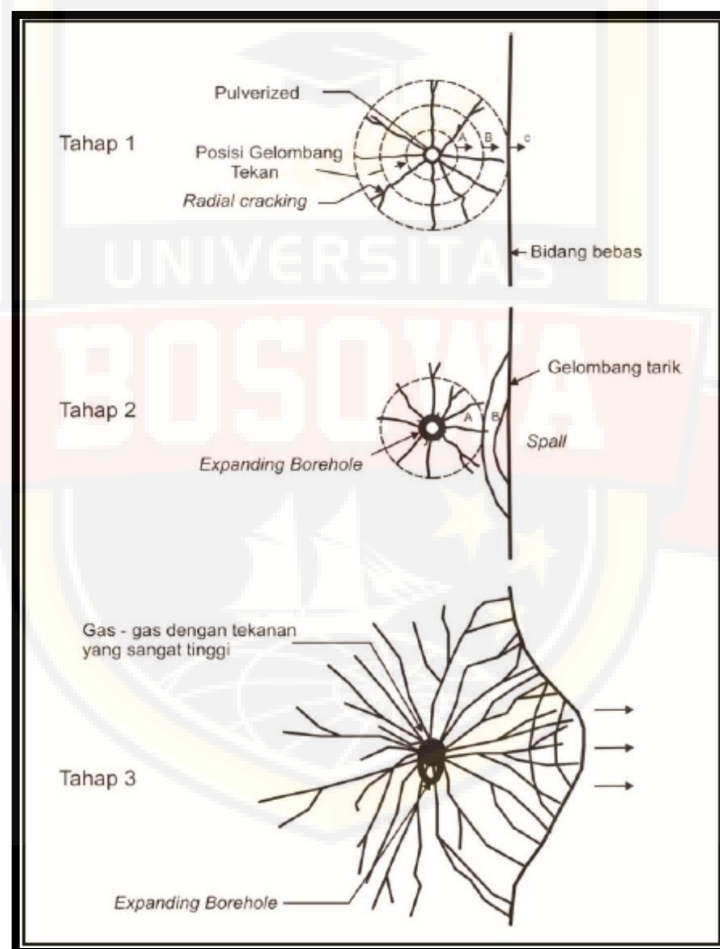 Tahap 1
Pulverized
Posisi Gelombang
Tekan
Radial cracking
A
B
c
Bidang bebas
UNIVERSITAS
BOSOWA
Tahap 2
Gelombang tarik
A
B
Spall
Expanding Borehole
Tahap 3
Gas - gas dengan tekanan
yang sangat tinggi
Expanding Borehole